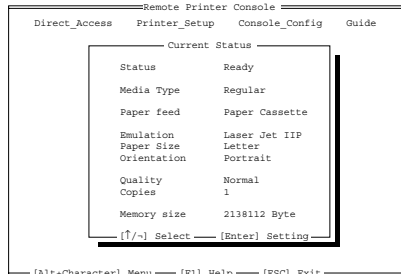 Remote Printer Console
Direct_Access Printer_Setup Console_Config Guide
Current Status
Status Ready
Media Type Regular
Paper feed Paper Cassette
Emulation Laser Jet IIP
Paper Size Letter
Orientation Portrait
Quality Normal
Copies 1
Memory size 2138112 Byte
[↑/¬] Select [Enter] Setting
[Alt+Character] Menu [F1] Help [ESC] Exit